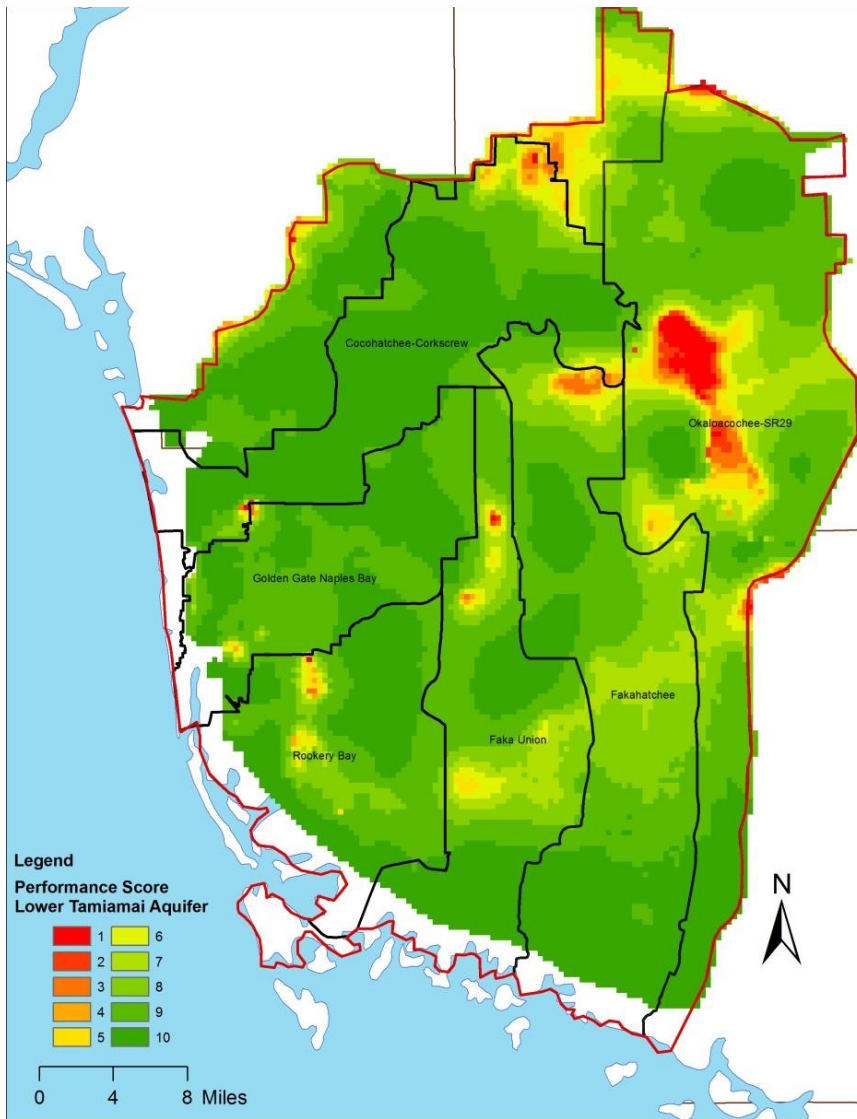 Cocohatchee-Corkscrew
Okaloacochee-SR29
Golden Gate Naples Bay
Fakahatchee
Faka Union
Rookery Bay
Legend
Performance Score
Lower Tamiamai Aquifer
1 6
2 7
3 8
4 9
5 10
N
0 4 8 Miles